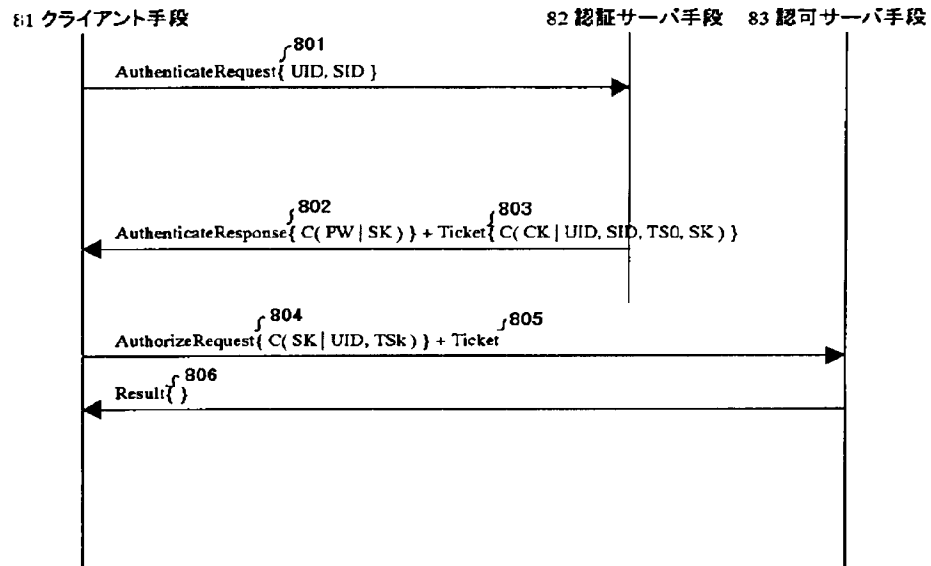 81 クライアント手段
82 認証サーバ手段
83 認可サーバ手段
801
AuthenticateRequest{ UID, SID }
802
803
AuthenticateResponse{ C( PW | SK ) } + Ticket{ C( CK | UID, SID, TS0, SK ) }
804
805
AuthorizeRequest{ C( SK | UID, TSk ) } + Ticket
806
Result{ }